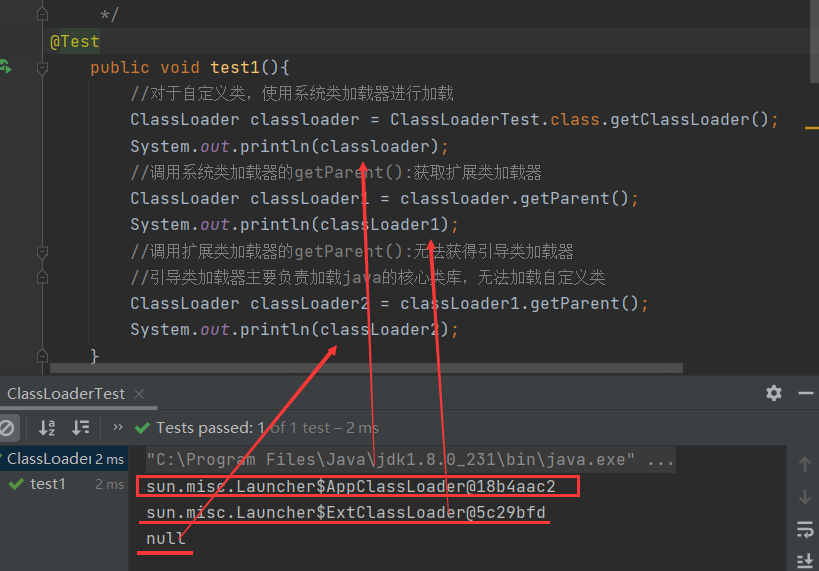 */
@Test
public void test1(){
//对于自定义类，使用系统类加载器进行加载
ClassLoader classloader = ClassLoaderTest.class.getClassLoader();
System.out.println(classloader);
//调用系统类加载器的getParent():获取扩展类加载器
ClassLoader classLoader1 = classloader.getParent();
System.out.println(classLoader1);
//调用扩展类加载器的getParent():无法获得引导类加载器
//引导类加载器主要负责加载java的核心类库，无法加载自定义类
ClassLoader classLoader2 = classLoader1.getParent();
System.out.println(classLoader2);
}
ClassLoaderTest
Tests passed: 1 of 1 test – 2 ms
ClassLoader 2 ms
test1 2 ms
"C:\Program Files\Java\jdk1.8.0_231\bin\java.exe" ...
sun.misc.Launcher$AppClassLoader@18b4aac2
sun.misc.Launcher$ExtClassLoader@5c29bfd
null